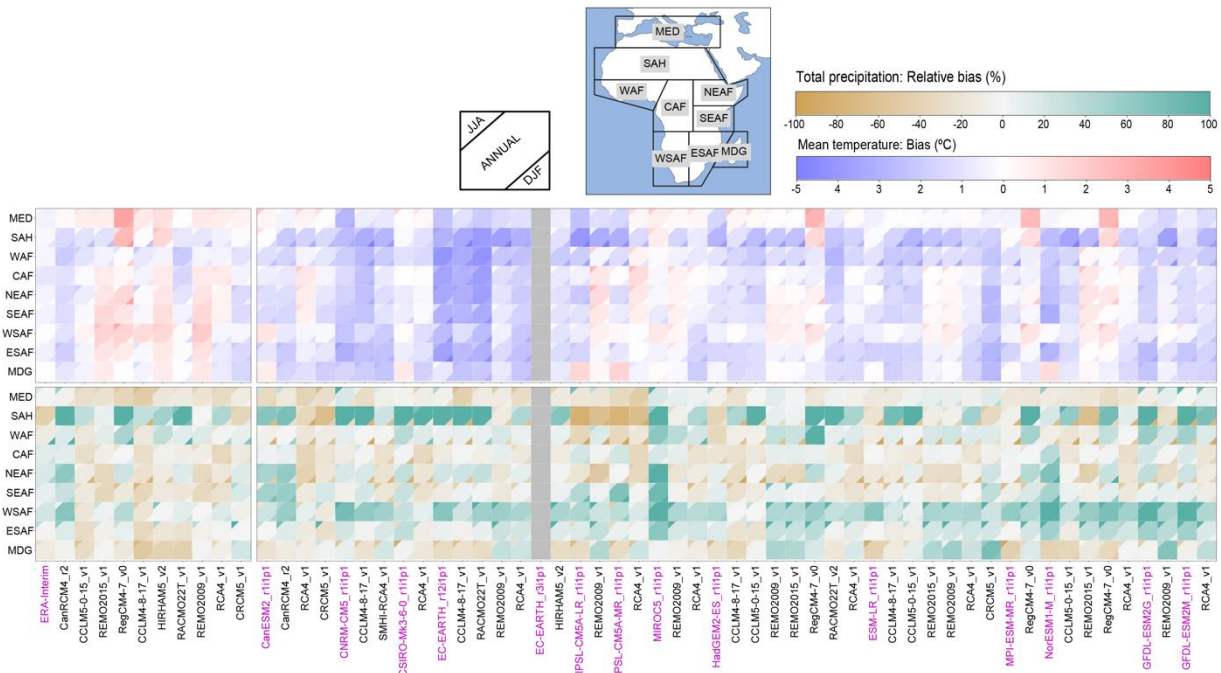 MED
SAH
WAF
CAF
NEAF
SEAF
WSAF
ESAF
MDG
JJA
ANNUAL
DJF
Total precipitation: Relative bias (%)
-100 -80 -60 -40 -20 0 20 40 60 80 100
Mean temperature: Bias (ºC)
-5 4 3 2 1 0 1 2 3 4 5
MED
SAH
WAF
CAF
NEAF
SEAF
WSAF
ESAF
MDG
MED
SAH
WAF
CAF
NEAF
SEAF
WSAF
ESAF
MDG
ERA-Interim
CanRCM4_r2
CCLM5-0-15_v1
REMO2015_v1
RegCM4-7_v0
CCLM4-8-17_v1
HIRHAM5_v2
RACMO22T_v1
REMO2009_v1
RCA4_v1
CRCM5_v1
CanESM2_r1i1p1
CanRCM4_r2
RCA4_v1
CRCM5_v1
CNRM-CM5_r1i1p1
CCLM4-8-17_v1
SMHI-RCA4_v1
CSIRO-Mk3-6-0_r1i1p1
RCA4_v1
EC-EARTH_r12i1p1
CCLM4-8-17_v1
RACMO22T_v1
REMO2009_v1
RCA4_v1
EC-EARTH_r3i1p1
HIRHAM5_v2
IPSL-CM5A-LR_r1i1p1
REMO2009_v1
IPSL-CM5A-MR_r1i1p1
RCA4_v1
MIROC5_r1i1p1
REMO2009_v1
RCA4_v1
HadGEM2-ES_r1i1p1
CCLM4-8-17_v1
CCLM5-0-15_v1
REMO2015_v1
REMO2009_v1
RegCM4-7_v0
RACMO22T_v2
RCA4_v1
ESM-LR_r1i1p1
CCLM4-8-17_v1
CCLM5-0-15_v1
REMO2015_v1
REMO2009_v1
RCA4_v1
CRCM5_v1
MPI-ESM-MR_r1i1p1
RegCM4-7_v0
NorESM1-M_r1i1p1
CCLM5-0-15_v1
REMO2015_v1
RegCM4-7_v0
RCA4_v1
GFDL-ESM2G_r1i1p1
REMO2009_v1
GFDL-ESM2M_r1i1p1
RCA4_v1